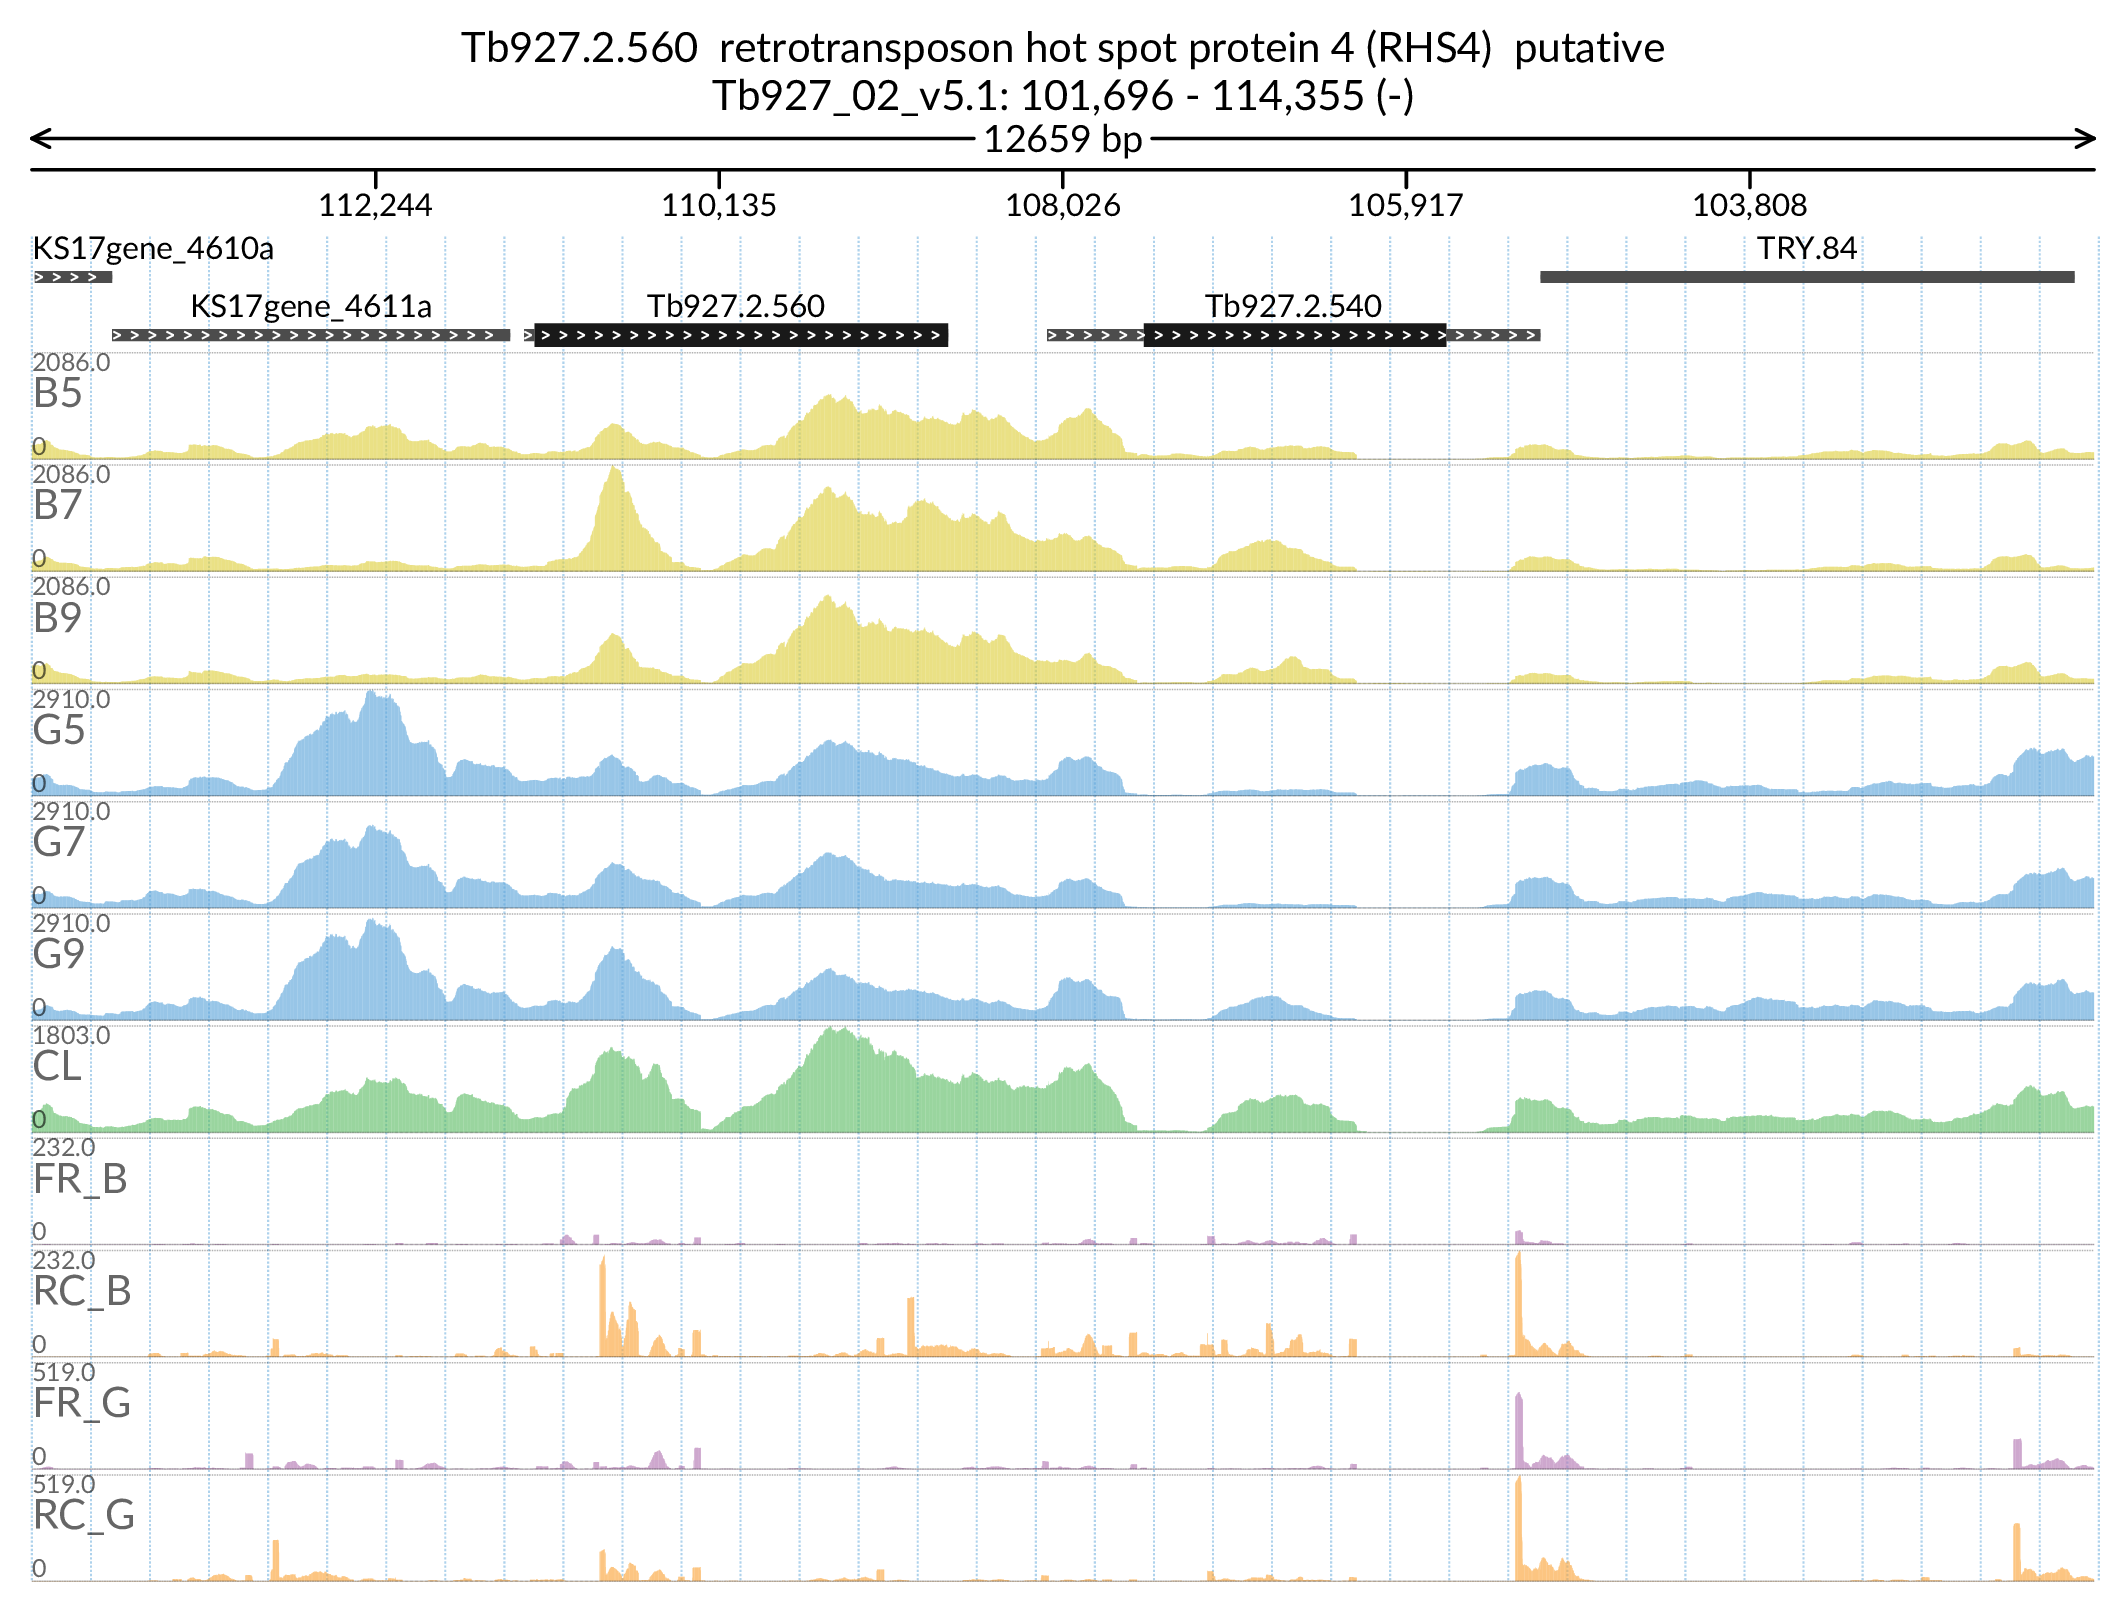 Tb927.2.560  retrotransposon hot spot protein 4 (RHS4)  putative
Tb927_02_v5.1: 101,696 - 114,355 (-)
12659 bp
112,244 110,135 108,026 105,917 103,808
KS17gene_4610a TRY.84
KS17gene_4611a Tb927.2.560 Tb927.2.540
2086.0
B5
0
2086.0
B7
0
2086.0
B9
0
2910.0
G5
0
2910.0
G7
0
2910.0
G9
0
1803.0
CL
0
232.0
FR_B
0
232.0
RC_B
0
519.0
FR_G
0
519.0
RC_G
0